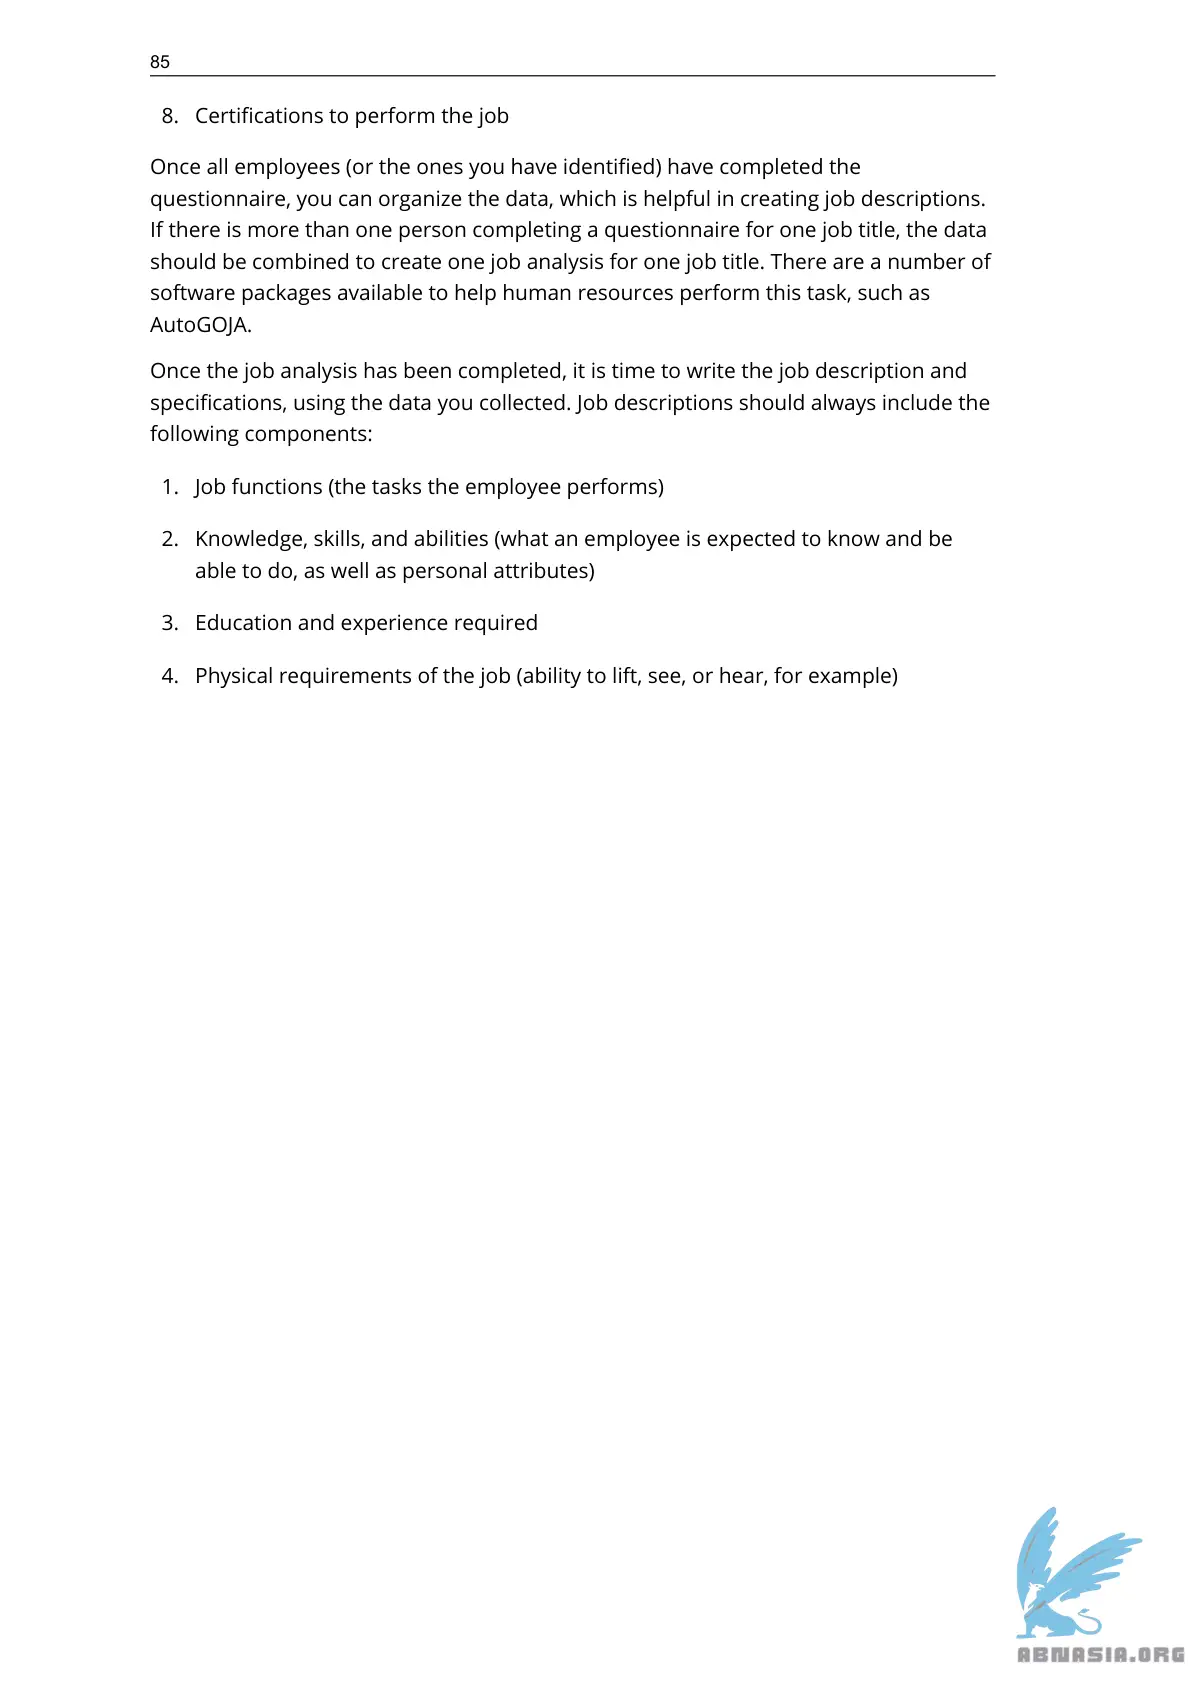 85
8. Certifications to perform the job
Once all employees (or the ones you have identified) have completed the
questionnaire, you can organize the data, which is helpful in creating job descriptions.
If there is more than one person completing a questionnaire for one job title, the data
should be combined to create one job analysis for one job title. There are a number of
software packages available to help human resources perform this task, such as
AutoGOJA.
Once the job analysis has been completed, it is time to write the job description and
specifications, using the data you collected. Job descriptions should always include the
following components:
1. Job functions (the tasks the employee performs)
2. Knowledge, skills, and abilities (what an employee is expected to know and be
able to do, as well as personal attributes)
3. Education and experience required
4. Physical requirements of the job (ability to lift, see, or hear, for example)
ABNASIA.ORG